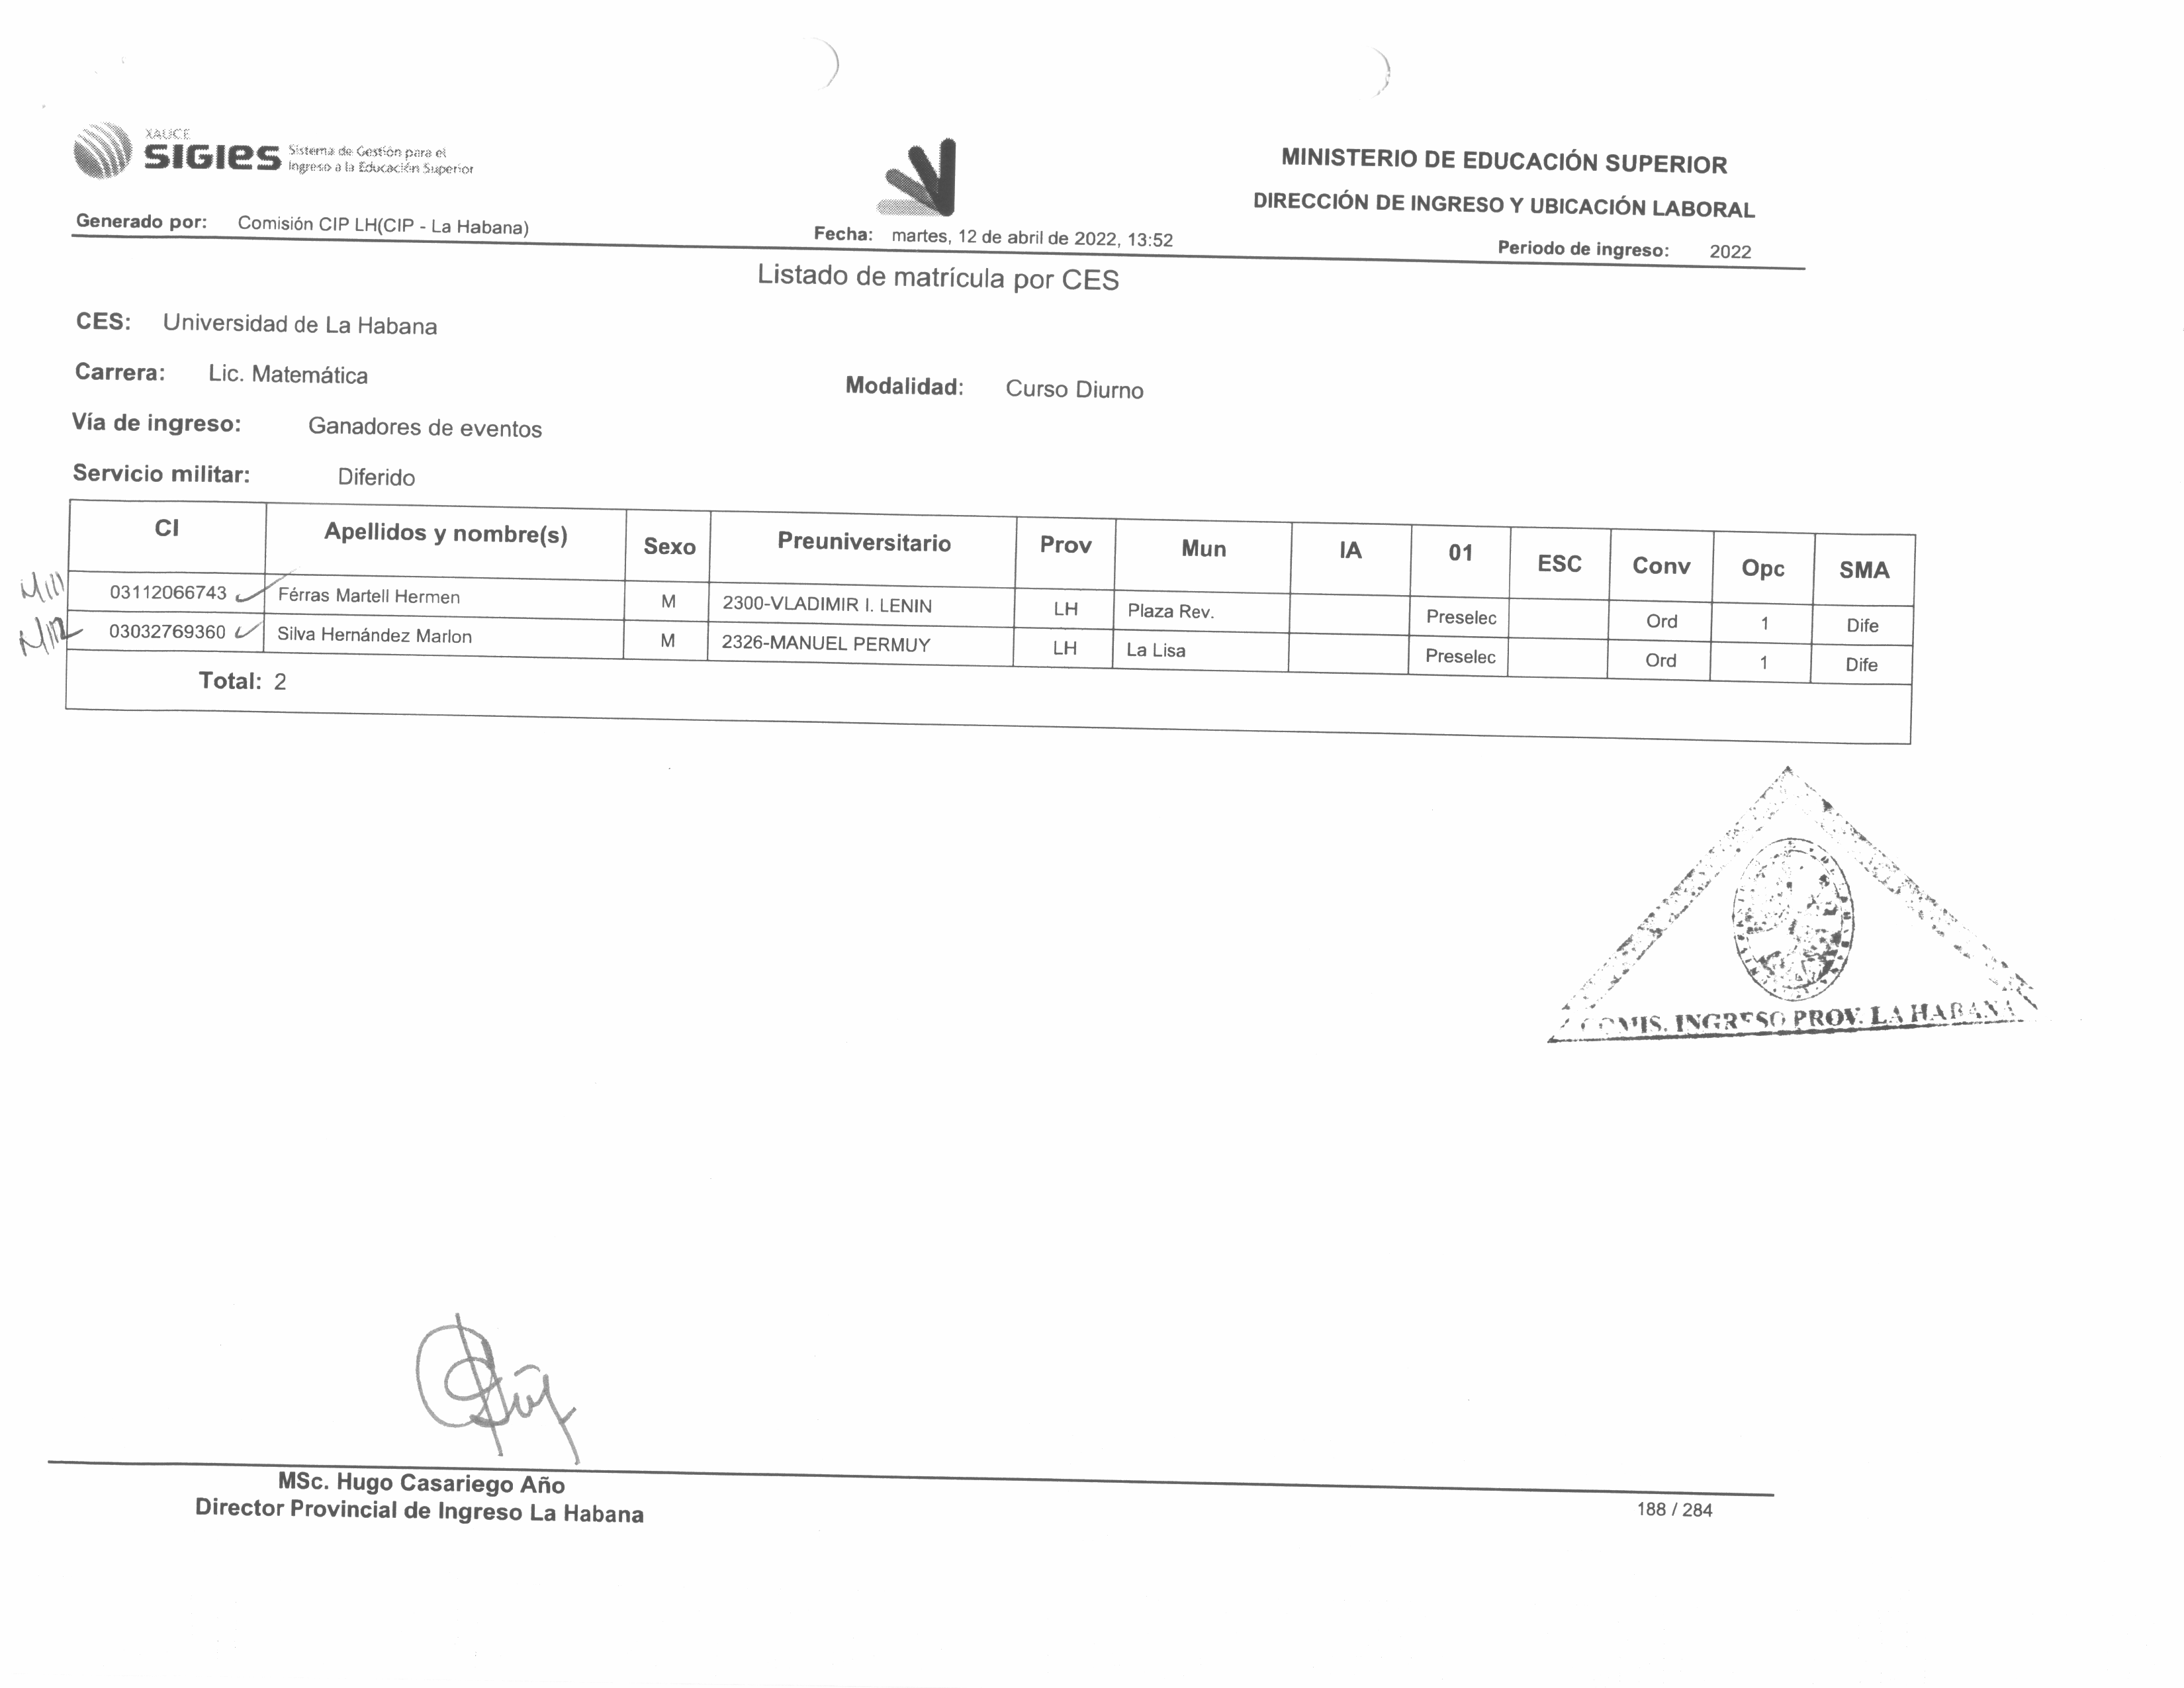 XAUCE
SIGIES Sistema de Gestión para el
Ingreso a la Educación Superior
MINISTERIO DE EDUCACIÓN SUPERIOR
DIRECCIÓN DE INGRESO Y UBICACIÓN LABORAL
Generado por: Comisión CIP LH(CIP - La Habana) Fecha: martes, 12 de abril de 2022, 13:52 Periodo de ingreso: 2022
Listado de matrícula por CES
CES: Universidad de La Habana
Carrera: Lic. Matemática Modalidad: Curso Diurno
Vía de ingreso: Ganadores de eventos
Servicio militar: Diferido
CI Apellidos y nombre(s) Sexo Preuniversitario Prov Mun IA 01 ESC Conv Opc SMA
03112066743 Férras Martell Hermen M 2300-VLADIMIR I. LENIN LH Plaza Rev. Preselec Ord 1 Dife
03032769360 Silva Hernández Marlon M 2326-MANUEL PERMUY LH La Lisa Preselec Ord 1 Dife
Total: 2
COMIS. INGRESO PROV. LA HABANA
MSc. Hugo Casariego Año
Director Provincial de Ingreso La Habana
188 / 284